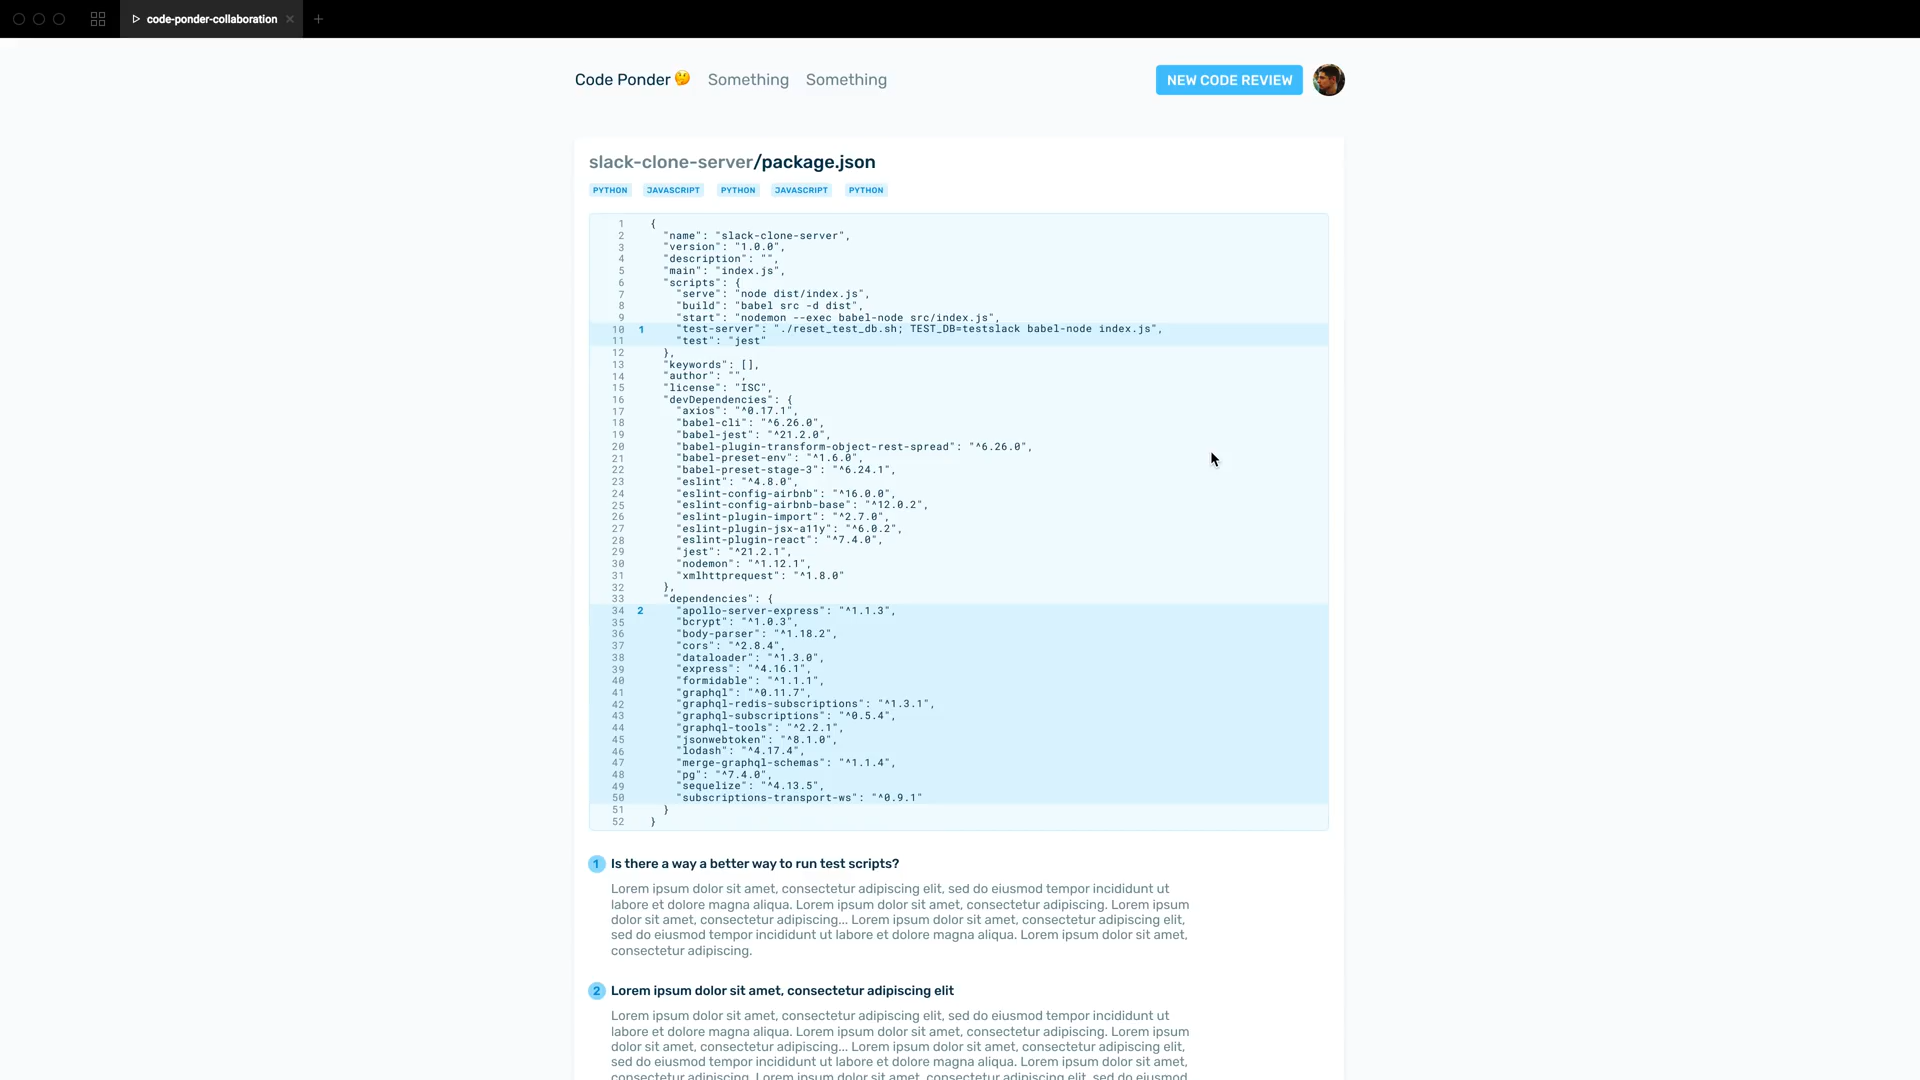 code-ponder-collaboration
Code Ponder 🤔 Something Something NEW CODE REVIEW
slack-clone-server/package.json
PYTHON JAVASCRIPT PYTHON JAVASCRIPT PYTHON
1 {
2 "name": "slack-clone-server",
3 "version": "1.0.0",
4 "description": "",
5 "main": "index.js",
6 "scripts": {
7 "serve": "node dist/index.js",
8 "build": "babel src -d dist",
9 "start": "nodemon --exec babel-node src/index.js",
10 1 "test-server": "./reset_test_db.sh; TEST_DB=testslack babel-node index.js",
11 "test": "jest"
12 },
13 "keywords": [],
14 "author": "",
15 "license": "ISC",
16 "devDependencies": {
17 "axios": "^0.17.1",
18 "babel-cli": "^6.26.0",
19 "babel-jest": "^21.2.0",
20 "babel-plugin-transform-object-rest-spread": "^6.26.0",
21 "babel-preset-env": "^1.6.0",
22 "babel-preset-stage-3": "^6.24.1",
23 "eslint": "^4.8.0",
24 "eslint-config-airbnb": "^16.0.0",
25 "eslint-config-airbnb-base": "^12.0.2",
26 "eslint-plugin-import": "^2.7.0",
27 "eslint-plugin-jsx-a11y": "^6.0.2",
28 "eslint-plugin-react": "^7.4.0",
29 "jest": "^21.2.1",
30 "nodemon": "^1.12.1",
31 "xmlhttprequest": "^1.8.0"
32 },
33 "dependencies": {
34 2 "apollo-server-express": "^1.1.3",
35 "bcrypt": "^1.0.3",
36 "body-parser": "^1.18.2",
37 "cors": "^2.8.4",
38 "dataloader": "^1.3.0",
39 "express": "^4.16.1",
40 "formidable": "^1.1.1",
41 "graphql": "^0.11.7",
42 "graphql-redis-subscriptions": "^1.3.1",
43 "graphql-subscriptions": "^0.5.4",
44 "graphql-tools": "^2.2.1",
45 "jsonwebtoken": "^8.1.0",
46 "lodash": "^4.17.4",
47 "merge-graphql-schemas": "^1.1.4",
48 "pg": "^7.4.0",
49 "sequelize": "^4.13.5",
50 "subscriptions-transport-ws": "^0.9.1"
51 }
52 }
1 Is there a way a better way to run test scripts?
Lorem ipsum dolor sit amet, consectetur adipiscing elit, sed do eiusmod tempor incididunt ut
labore et dolore magna aliqua. Lorem ipsum dolor sit amet, consectetur adipiscing. Lorem ipsum
dolor sit amet, consectetur adipiscing... Lorem ipsum dolor sit amet, consectetur adipiscing elit,
sed do eiusmod tempor incididunt ut labore et dolore magna aliqua. Lorem ipsum dolor sit amet,
consectetur adipiscing.
2 Lorem ipsum dolor sit amet, consectetur adipiscing elit
Lorem ipsum dolor sit amet, consectetur adipiscing elit, sed do eiusmod tempor incididunt ut
labore et dolore magna aliqua. Lorem ipsum dolor sit amet, consectetur adipiscing. Lorem ipsum
dolor sit amet, consectetur adipiscing... Lorem ipsum dolor sit amet, consectetur adipiscing elit,
sed do eiusmod tempor incididunt ut labore et dolore magna aliqua. Lorem ipsum dolor sit amet,
consectetur adipiscing. Lorem ipsum dolor sit amet, consectetur adipiscing elit, sed do eiusmod